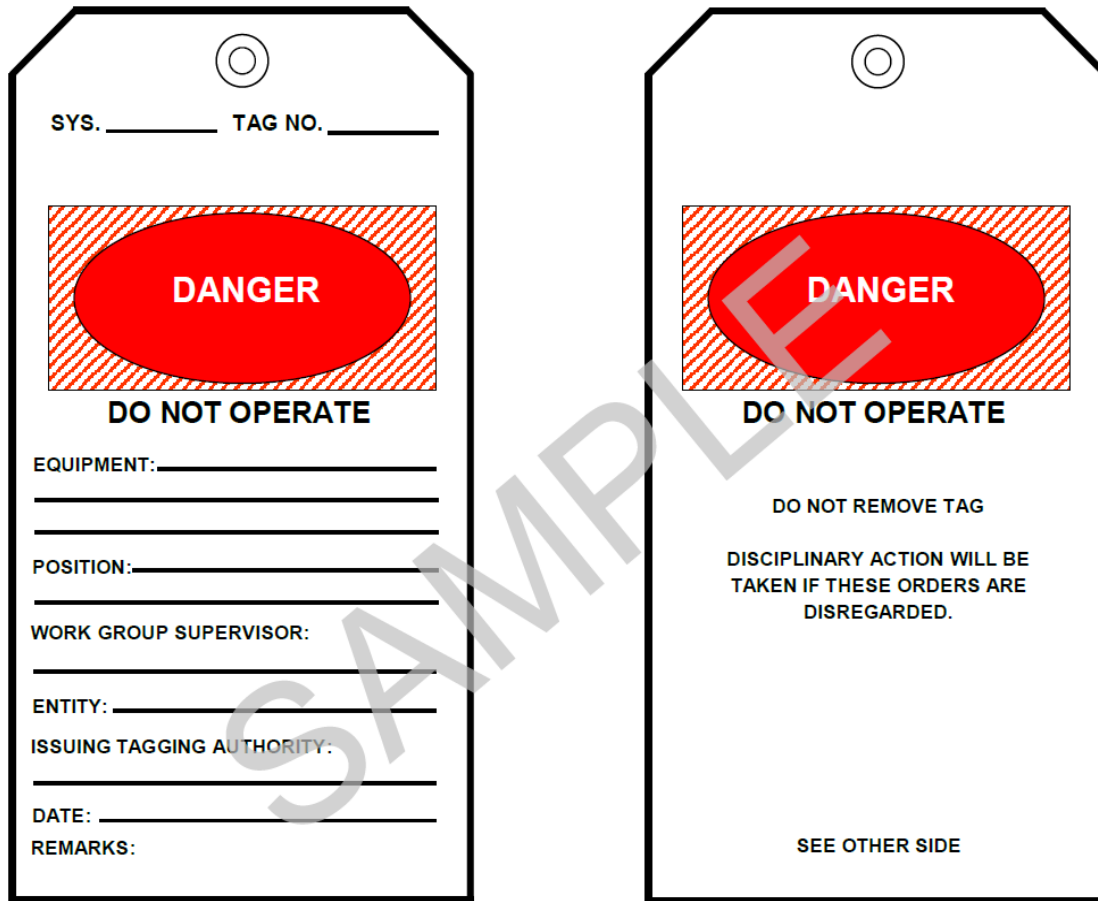 SYS. TAG NO.
DANGER
DO NOT OPERATE
EQUIPMENT:
POSITION:
WORK GROUP SUPERVISOR:
ENTITY:
ISSUING TAGGING AUTHORITY:
DATE:
REMARKS:
DANGER
DO NOT OPERATE
DO NOT REMOVE TAG
DISCIPLINARY ACTION WILL BE
TAKEN IF THESE ORDERS ARE
DISREGARDED.
SEE OTHER SIDE
SAMPLE